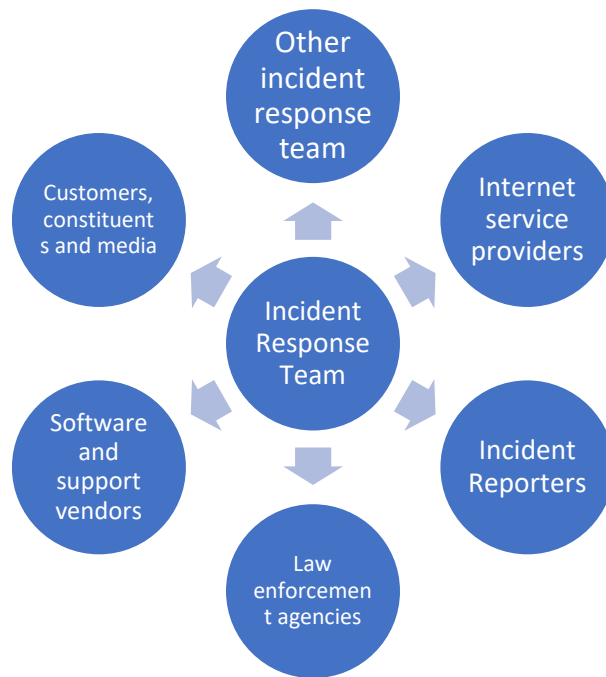 Other
incident
response
team
Customers,
constituent
s and media
Internet
service
providers
Incident
Response
Team
Software
and
support
vendors
Incident
Reporters
Law
enforcemen
t agencies